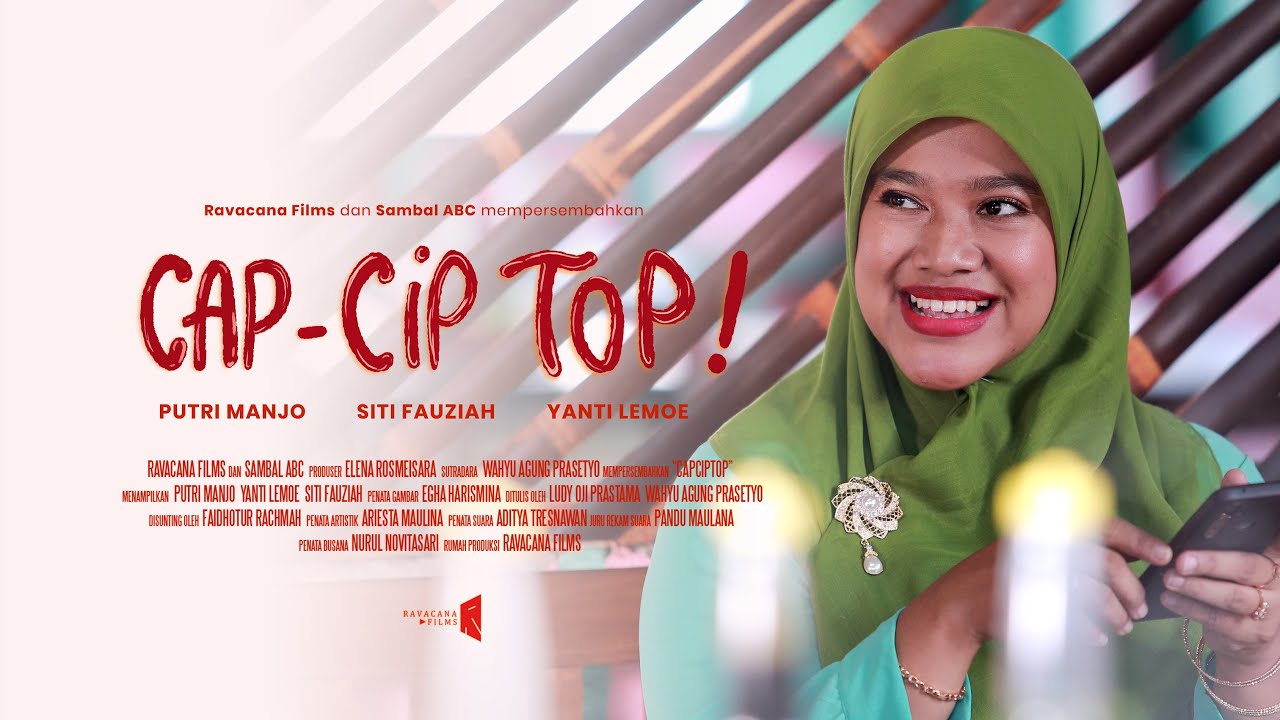 Ravacana Films dan Sambal ABC mempersembahkan
CAP-CiP TOP!
PUTRI MANJO SITI FAUZIAH YANTI LEMOE
RAVACANA FILMS DAN SAMBAL ABC PRODUSER ELENA ROSMEISARA SUTRADARA WAHYU AGUNG PRASETYO MEMPERSEMBAHKAN "CAPCIPTOP"
MENAMPILKAN PUTRI MANJO YANTI LEMOE SITI FAUZIAH PENATA GAMBAR EGHA HARISMINA DITULIS OLEH LUDY OJI PRASTAMA WAHYU AGUNG PRASETYO
DISUNTING OLEH FAIDHOTUR RACHMAH PENATA ARTISTIK ARIESTA MAULINA PENATA SUARA ADITYA TRESNAWAN JURU REKAM SUARA PANDU MAULANA
PENATA BUSANA NURUL NOVITASARI RUMAH PRODUKSI RAVACANA FILMS
RAVACANA
FILMS